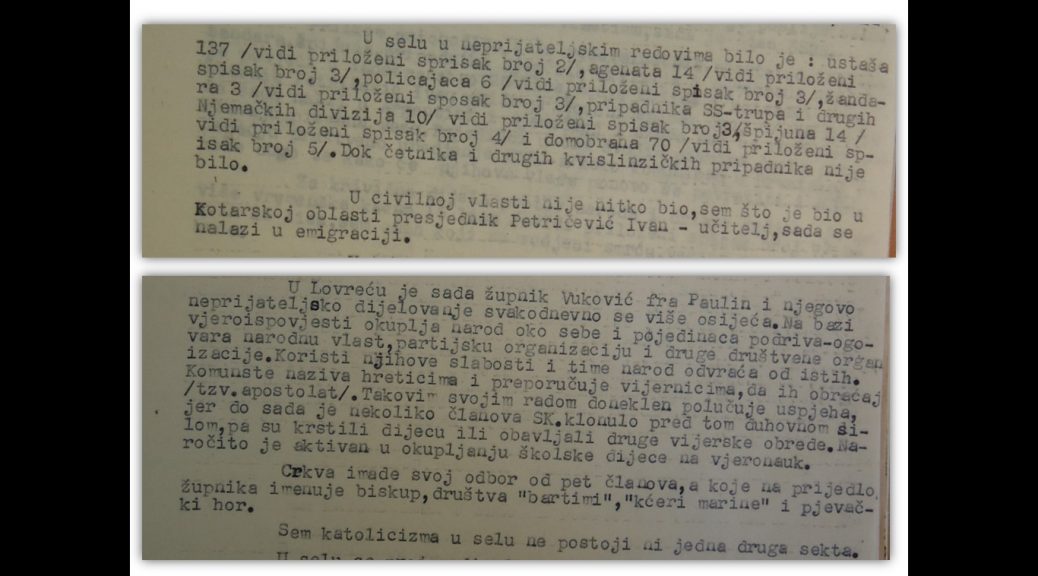 U selu u neprijateljskim redovima bilo je : ustaša
137 /vidi priloženi sprisak broj 2/,agenata 14 /vidi priloženi
spisak broj 3/,policajaca 6 /vidi priloženi spisak broj 3/,žanda-
ra 3 /vidi priloženi sposak broj 3/,pripadnika SS-trupa i drugih
Njemačkih divizija 10/ vidi priloženi spisak broj3/špijuna 14 /
vidi priloženi spisak broj 4/ i domobrana 70 /vidi priloženi sp-
isak broj 5/.Dok četnika i drugih kvislinzičkih pripadnika nije
bilo.
U civilnoj vlasti nije nitko bio,sem što je bio u
Kotarskoj oblasti presjednik Petričević Ivan - učitelj,sada se
nalazi u emigraciji.
U Lovreću je sada župnik Vuković fra Paulin i njegovo
neprijateljsko dijelovanje svakodnevno se više osijeća.Na bazi
vjeroispovjesti okuplja narod oko sebe i pojedinaca podriva-ogo-
vara narodnu vlast,partijsku organizaciju i druge društvene organ
izacije.Koristi njihove slabosti i time narod odvraća od istih.
Komunste naziva hreticima i preporučuje vijernicima,da ih obraćaj
/tzv.apostolat/.Takovim svojim radom doneklen polučuje uspjeha,
jer do sada je nekoliko članova SK.klonulo pred tom duhovnom si-
lom,pa su krstili dijecu ili obavljali druge vijerske obrede.Na-
ročito je aktivan u okupljanju školske dijece na vjeronauk.
Crkva imade svoj odbor od pet članova,a koje na prijedlo
župnika imenuje biskup,društva "bartimi","kćeri marine" i pjevač-
ki hor.
Sem katolicizma u selu ne postoji ni jedna druga sekta.
U selu se